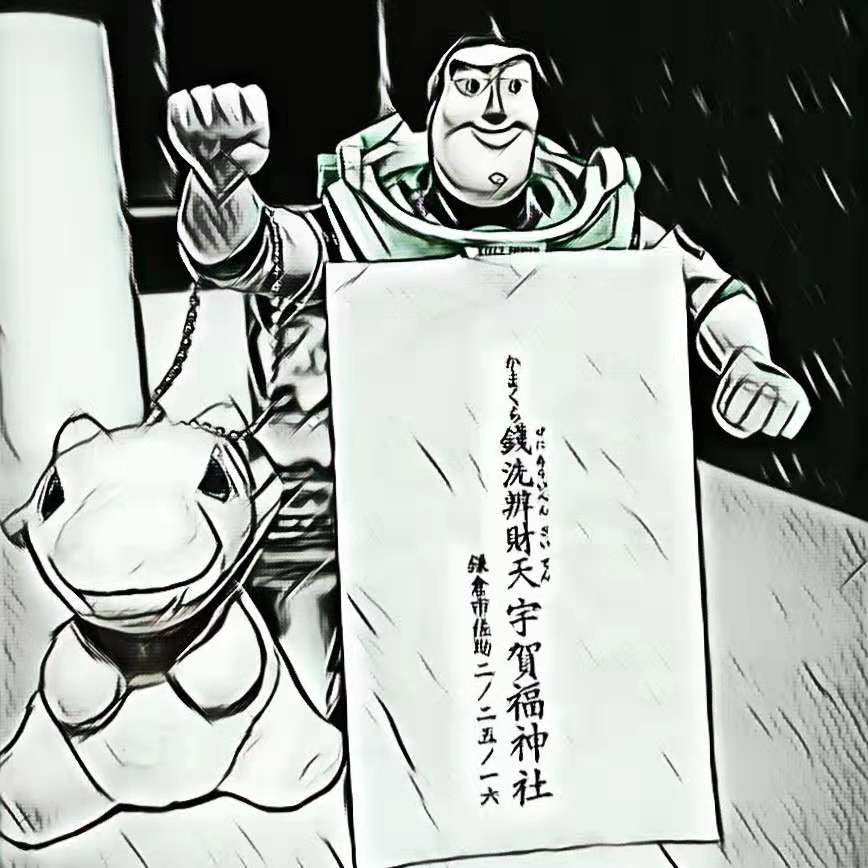 かまくら銭洗辨財天宇賀福神社
ぜにあらいべんざいてん
鎌倉市佐助二ノ二五ノ一六